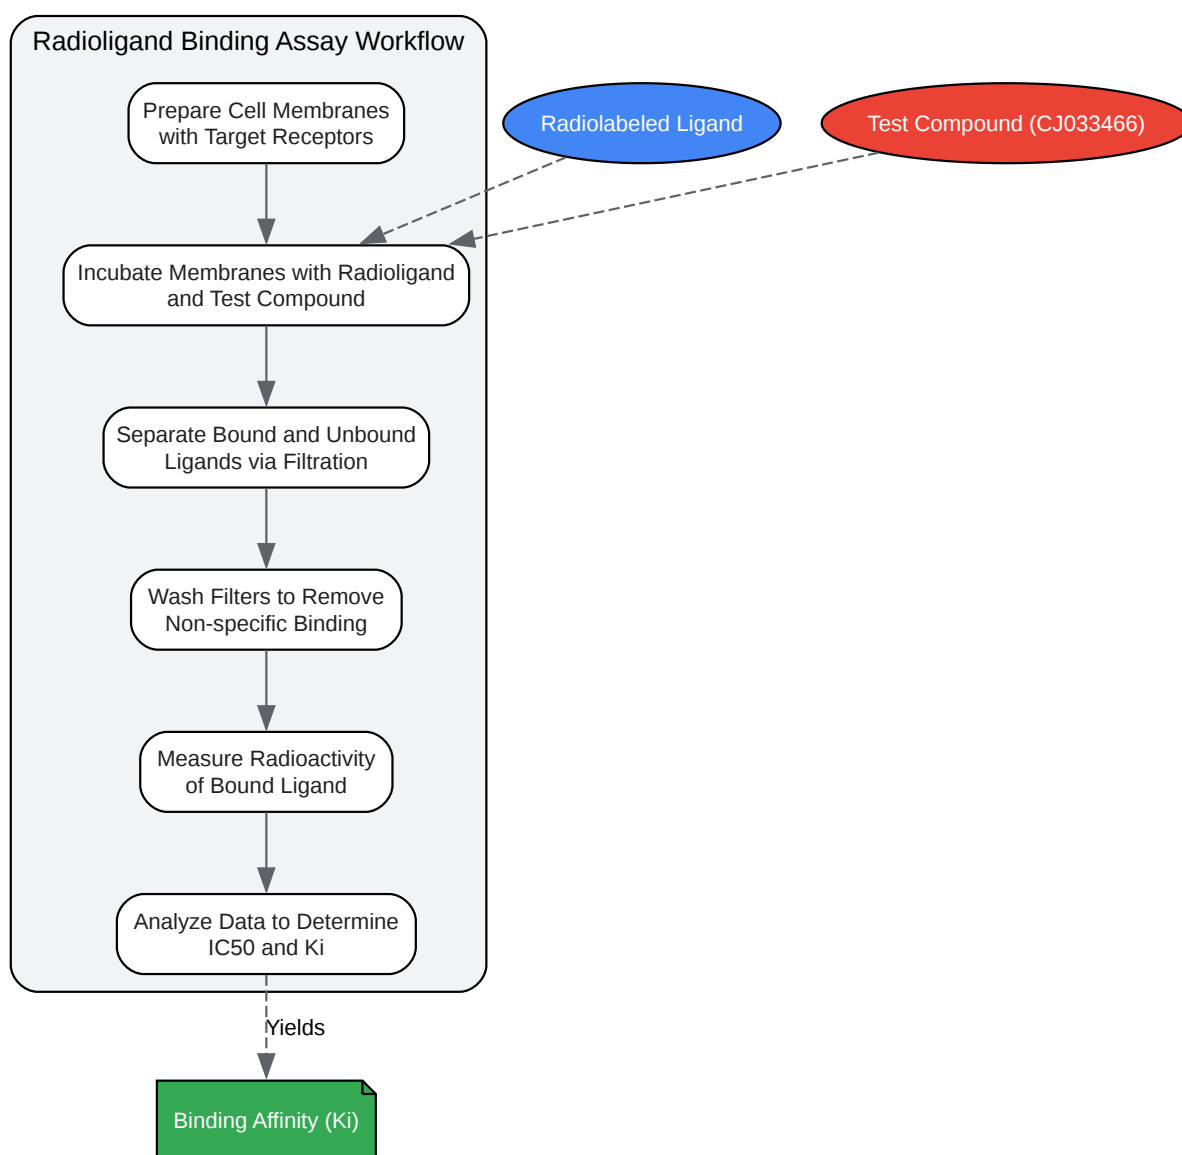 Radioligand Binding Assay Workflow
Prepare Cell Membranes
with Target Receptors
Radiolabeled Ligand
Test Compound (CJ033466)
Incubate Membranes with Radioligand
and Test Compound
Separate Bound and Unbound
Ligands via Filtration
Wash Filters to Remove
Non-specific Binding
Measure Radioactivity
of Bound Ligand
Analyze Data to Determine
IC50 and Ki
Yields
Binding Affinity (Ki)